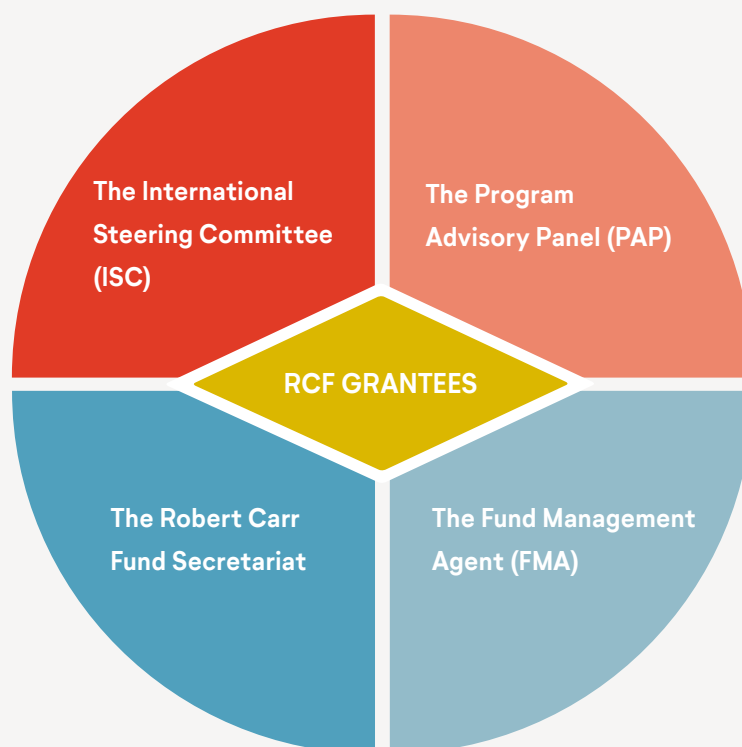 The International
Steering Committee
(ISC)
The Program
Advisory Panel (PAP)
RCF GRANTEES
The Robert Carr
Fund Secretariat
The Fund Management
Agent (FMA)